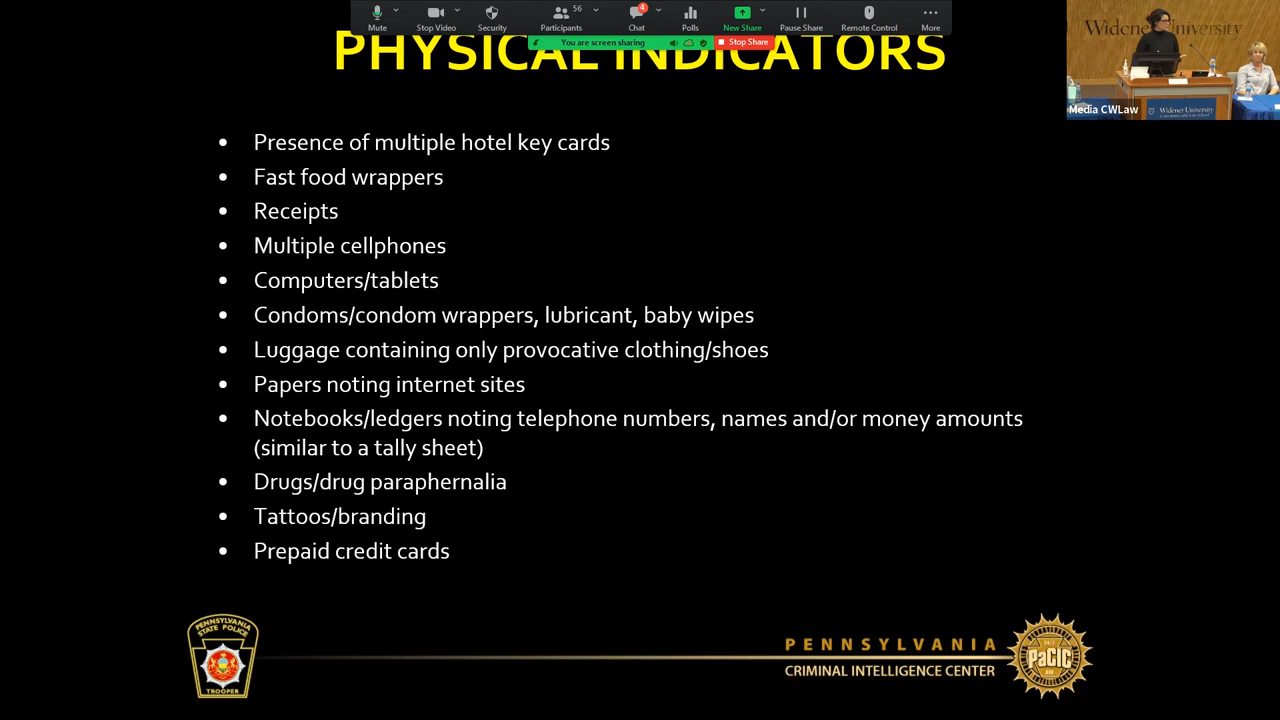 Mute
Stop Video
Security
56
Participants
4
Chat
Polls
New Share
Pause Share
Remote Control
More
You are screen sharing
Stop Share
Widener University
Media CWLaw
Widener University
PHYSICAL INDICATORS
Presence of multiple hotel key cards
Fast food wrappers
Receipts
Multiple cellphones
Computers/tablets
Condoms/condom wrappers, lubricant, baby wipes
Luggage containing only provocative clothing/shoes
Papers noting internet sites
Notebooks/ledgers noting telephone numbers, names and/or money amounts
(similar to a tally sheet)
Drugs/drug paraphernalia
Tattoos/branding
Prepaid credit cards
PENNSYLVANIA
STATE POLICE
TROOPER
PENNSYLVANIA
CRIMINAL INTELLIGENCE CENTER
PaCIC